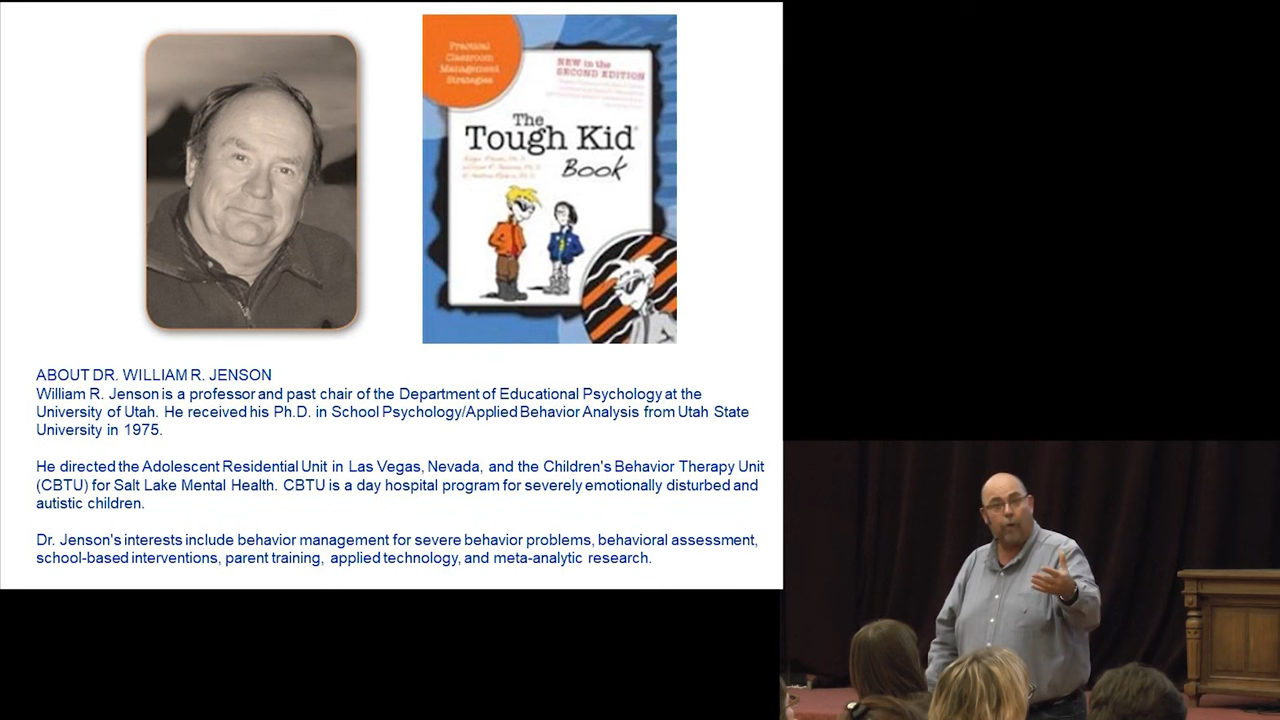 Practical
Classroom
Management
Strategies
NEW in the
SECOND EDITION
The
Tough Kid
Book
ABOUT DR. WILLIAM R. JENSON
William R. Jenson is a professor and past chair of the Department of Educational Psychology at the
University of Utah. He received his Ph.D. in School Psychology/Applied Behavior Analysis from Utah State
University in 1975.
He directed the Adolescent Residential Unit in Las Vegas, Nevada, and the Children's Behavior Therapy Unit
(CBTU) for Salt Lake Mental Health. CBTU is a day hospital program for severely emotionally disturbed and
autistic children.
Dr. Jenson's interests include behavior management for severe behavior problems, behavioral assessment,
school-based interventions, parent training, applied technology, and meta-analytic research.